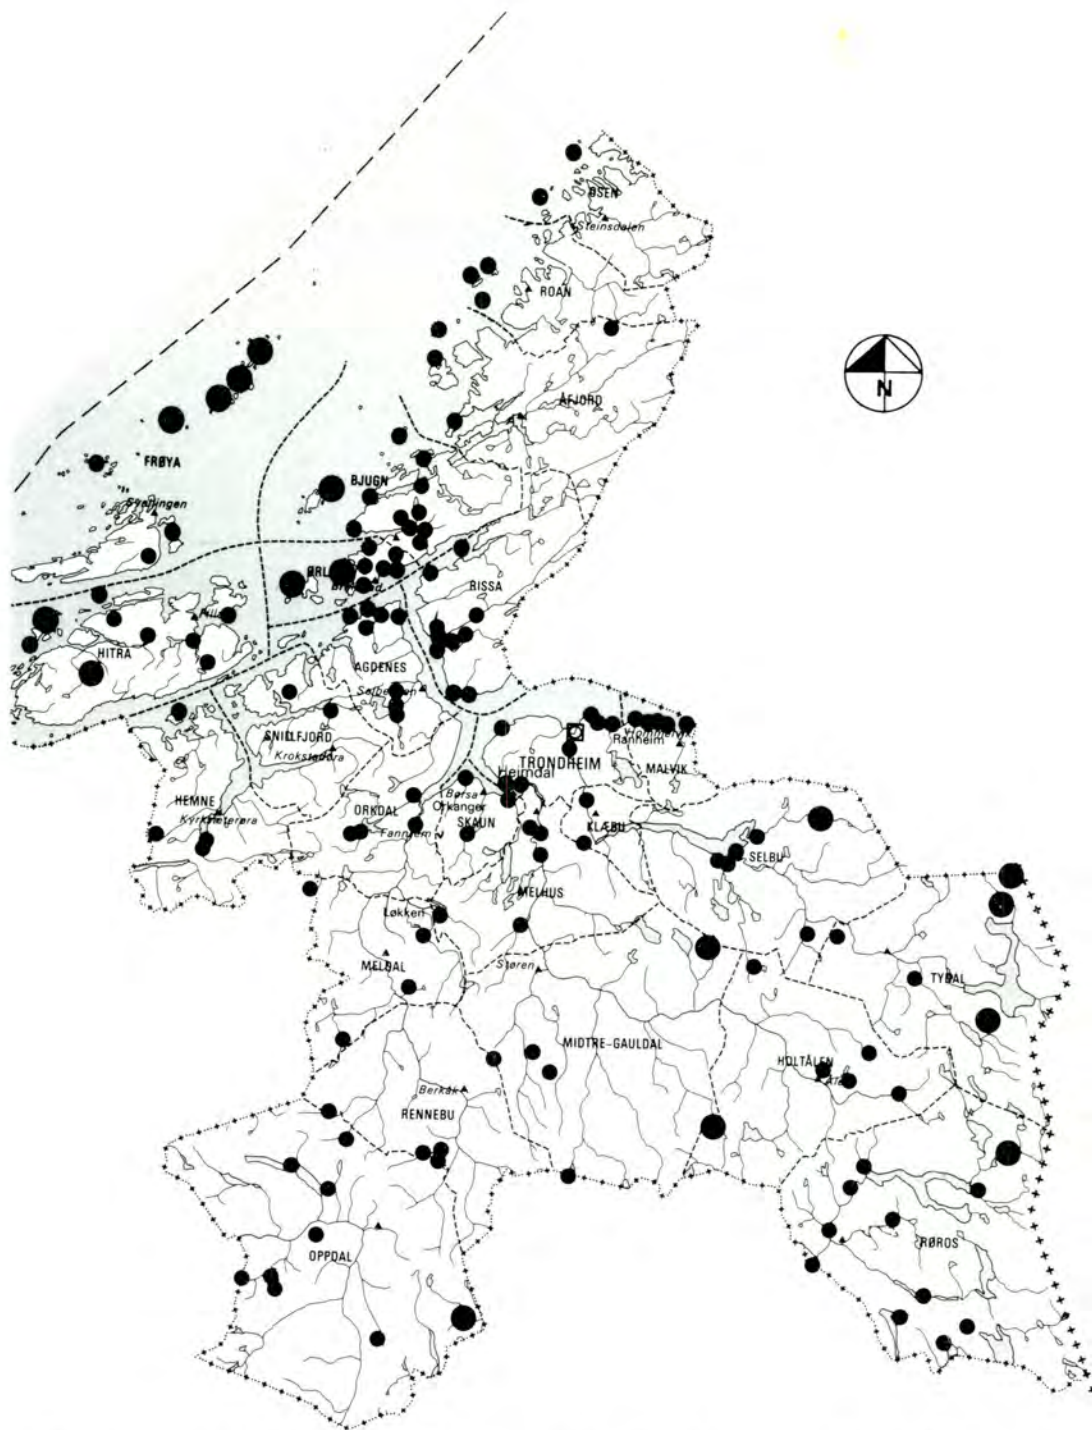 ØSEN
Steinsdalen
ROAN
N
ÅFJORD
FRØYA
BJUGN
RISSA
HITRA
AGDENES
SNILLFJORD
Krokstadøra
Ranheim
TRONDHEIM
MALVIK
Heimdal
HEMNE
Kyrksæterøra
ORKDAL
Børsa
Orkanger
SKAUN
Fannrem
KLÆBU
SELBU
MELHUS
Løkken
MELDAL
Støren
TYDAL
MIDTRE-GAULDAL
HOLTÅLEN
Berkåk
RENNEBU
OPPDAL
RØROS